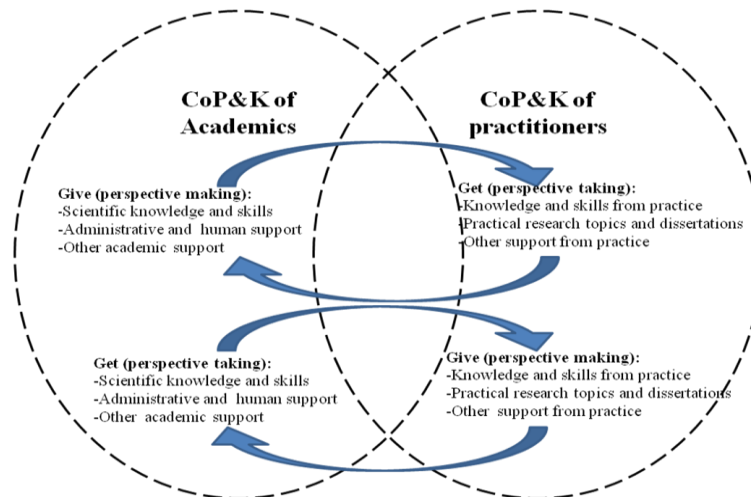 CoP&K of
Academics
CoP&K of
practitioners
Give (perspective making):
-Scientific knowledge and skills
-Administrative and human support
-Other academic support
Get (perspective taking):
-Knowledge and skills from practice
-Practical research topics and dissertations
-Other support from practice
Get (perspective taking):
-Scientific knowledge and skills
-Administrative and human support
-Other academic support
Give (perspective making):
-Knowledge and skills from practice
-Practical research topics and dissertations
-Other support from practice